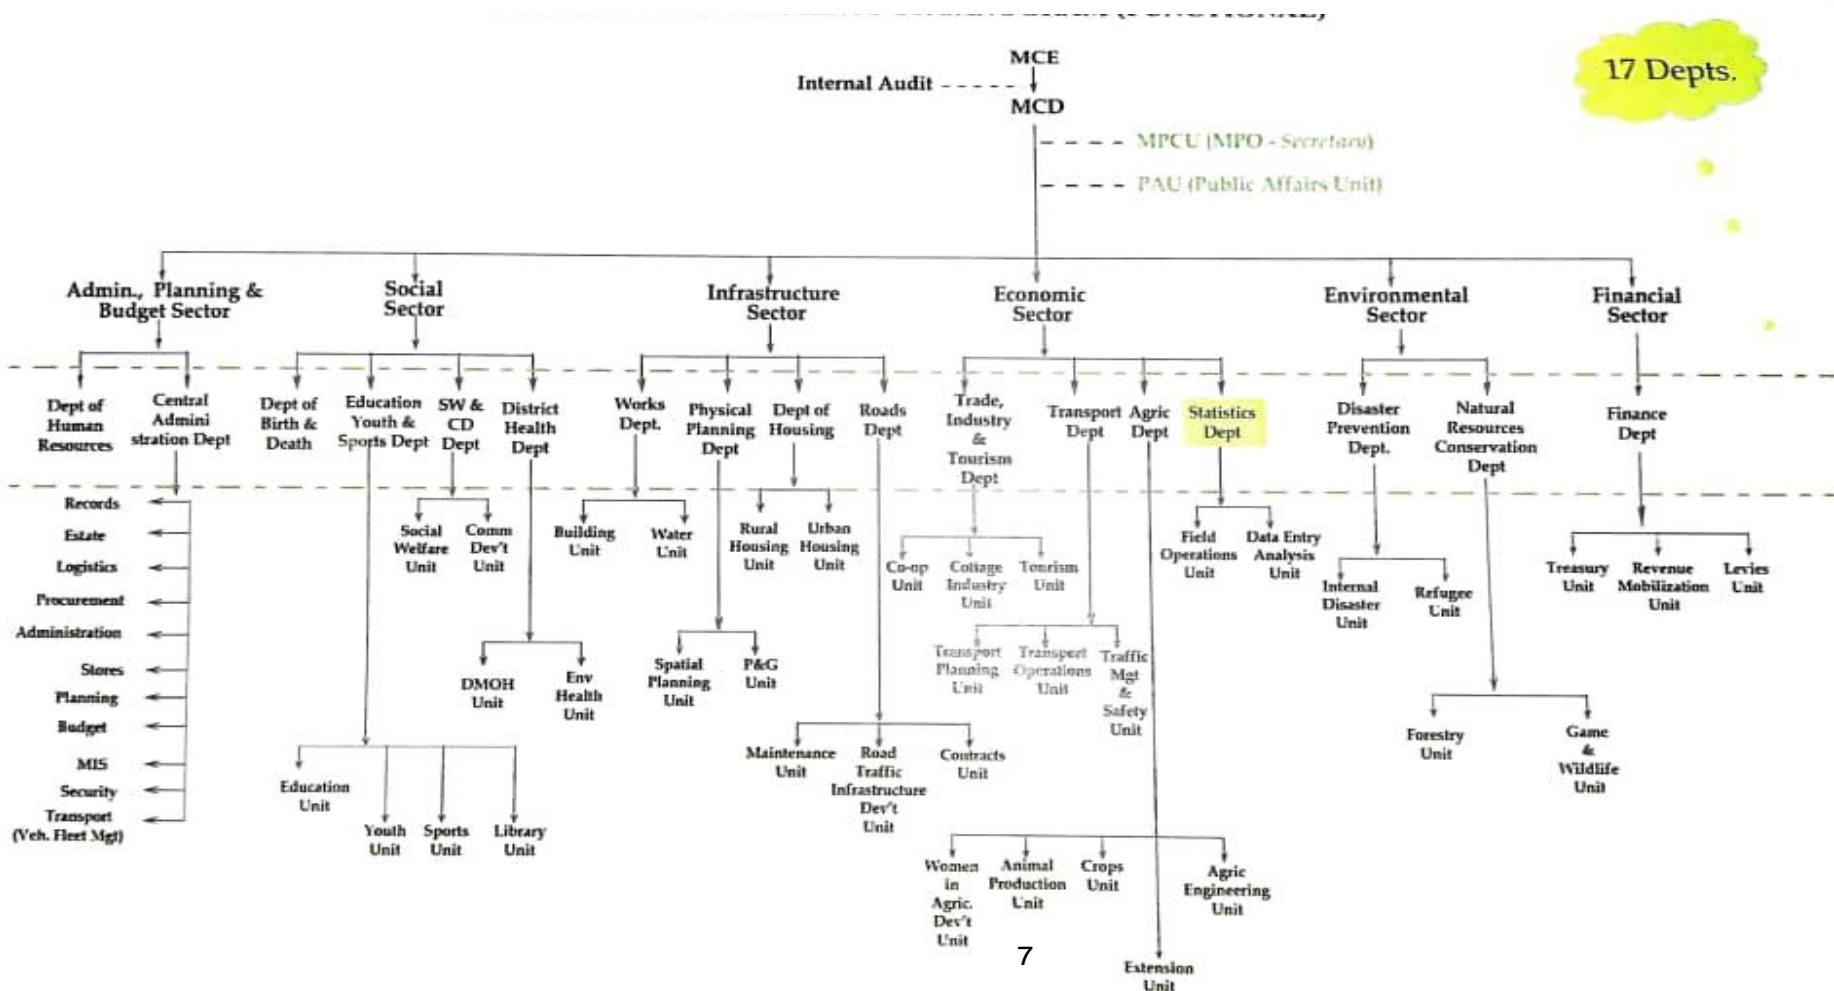 ORGANOGRAM (FUNCTIONAL)
17 Depts.
MCE
Internal Audit
MCD
MPCU (MPO - Secretary)
PAU (Public Affairs Unit)
Admin., Planning &
Budget Sector
Social
Sector
Infrastructure
Sector
Economic
Sector
Environmental
Sector
Financial
Sector
Dept of
Human
Resources
Central
Admini
stration Dept
Dept of
Birth &
Death
Education
Youth &
Sports Dept
SW &
CD
Dept
District
Health
Dept
Works
Dept.
Physical
Planning
Dept
Dept of
Housing
Roads
Dept
Trade,
Industry
&
Tourism
Dept
Transport
Dept
Agric
Dept
Statistics
Dept
Disaster
Prevention
Dept.
Natural
Resources
Conservation
Dept
Finance
Dept
Records
Estate
Logistics
Procurement
Administration
Stores
Planning
Budget
MIS
Security
Transport
(Veh. Fleet Mgt)
Education
Unit
Youth
Unit
Sports
Unit
Library
Unit
Social
Welfare
Unit
Comm
Dev't
Unit
DMOH
Unit
Env
Health
Unit
Building
Unit
Water
Unit
Spatial
Planning
Unit
P&G
Unit
Rural
Housing
Unit
Urban
Housing
Unit
Maintenance
Unit
Road
Traffic
Infrastructure
Dev't
Unit
Contracts
Unit
Co-op
Unit
Cottage
Industry
Unit
Tourism
Unit
Transport
Planning
Unit
Transport
Operations
Unit
Traffic
Mgt
&
Safety
Unit
Women
in
Agric.
Dev't
Unit
Animal
Production
Unit
Crops
Unit
Extension
Unit
Agric
Engineering
Unit
Field
Operations
Unit
Data Entry
Analysis
Unit
Internal
Disaster
Unit
Refugee
Unit
Forestry
Unit
Game
&
Wildlife
Unit
Treasury
Unit
Revenue
Mobilization
Unit
Levies
Unit
7